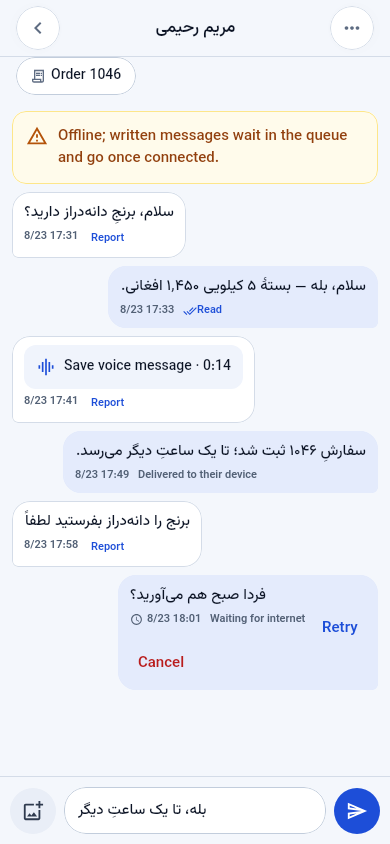 مریم رحیمی
Order 1046
Offline; written messages wait in the queue
and go once connected.
سلام، برنجِ دانه‌دراز دارید؟
8/23 17:31 Report
سلام، بله — بستهٔ ۵ کیلویی ۱,۴۵۰ افغانی.
8/23 17:33 Read
Save voice message · 0:14
8/23 17:41 Report
سفارشِ ۱۰۴۶ ثبت شد؛ تا یک ساعتِ دیگر می‌رسد.
8/23 17:49 Delivered to their device
برنج را دانه‌دراز بفرستید لطفاً
8/23 17:58 Report
فردا صبح هم می‌آورید؟
8/23 18:01 Waiting for internet Retry
Cancel
بله، تا یک ساعتِ دیگر